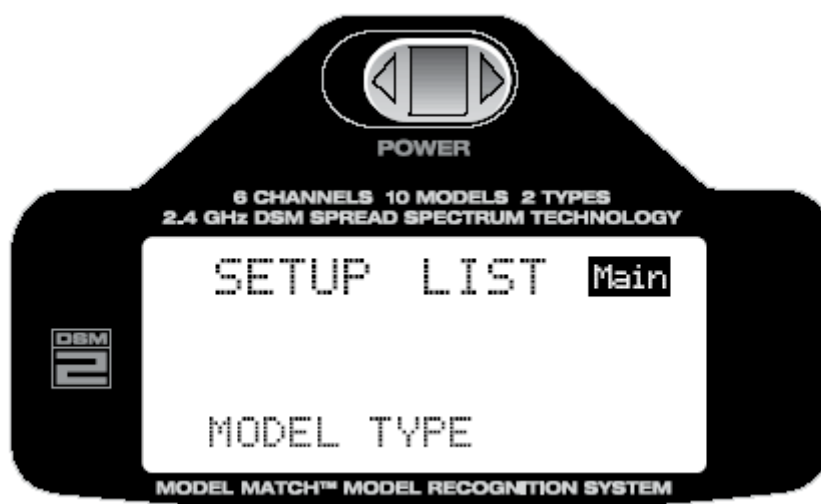 POWER
6 CHANNELS 10 MODELS 2 TYPES
2.4 GHz DSM SPREAD SPECTRUM TECHNOLOGY
SETUP LIST Main
DSM
2
MODEL TYPE
MODEL MATCH™ MODEL RECOGNITION SYSTEM